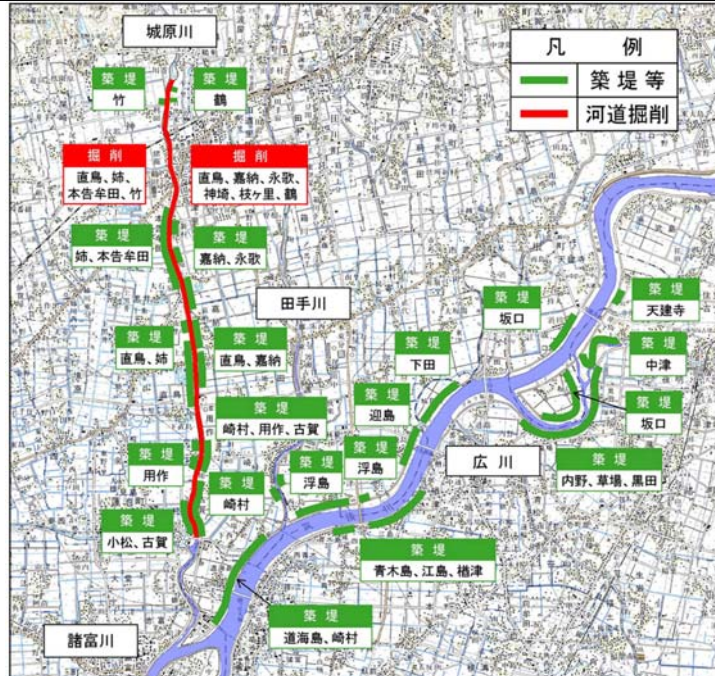 城原川
凡 例
築堤等
河道掘削
築 堤
竹
築 堤
鶴
掘 削
直鳥、姉、
本告牟田、竹
掘 削
直鳥、嘉納、永歌、
神埼、枝ヶ里、鶴
築 堤
姉、本告牟田
築 堤
嘉納、永歌
田手川
築 堤
坂口
築 堤
天建寺
築 堤
直鳥、姉
築 堤
直鳥、嘉納
築 堤
下田
築 堤
中津
築 堤
迎島
築 堤
坂口
築 堤
崎村、用作、古賀
築 堤
用作
築 堤
浮島
築 堤
浮島
広川
築 堤
内野、草場、黒田
築 堤
崎村
築 堤
小松、古賀
築 堤
青木島、江島、楢津
築 堤
道海島、崎村
諸富川